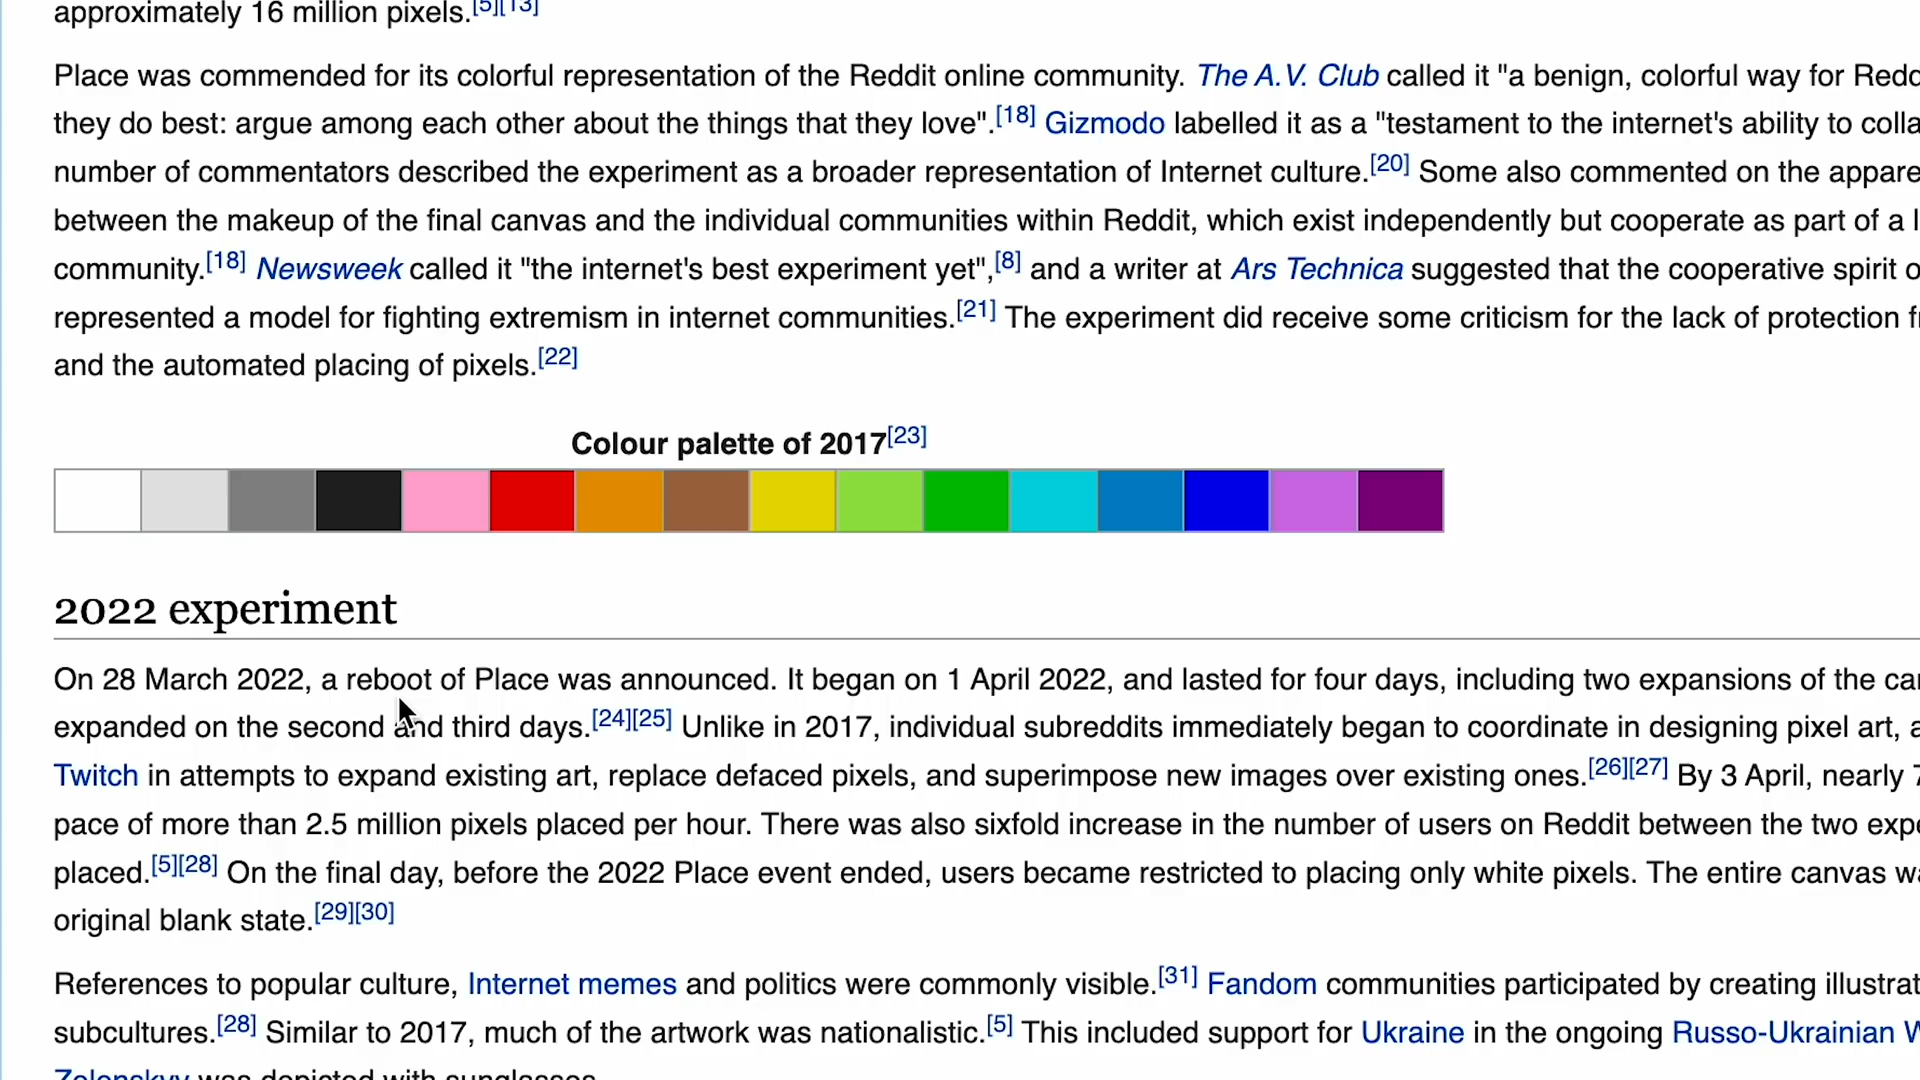 approximately 16 million pixels.[5][13]
Place was commended for its colorful representation of the Reddit online community. The A.V. Club called it "a benign, colorful way for Redd
they do best: argue among each other about the things that they love".[18] Gizmodo labelled it as a "testament to the internet's ability to colla
number of commentators described the experiment as a broader representation of Internet culture.[20] Some also commented on the appare
between the makeup of the final canvas and the individual communities within Reddit, which exist independently but cooperate as part of a l
community.[18] Newsweek called it "the internet's best experiment yet",[8] and a writer at Ars Technica suggested that the cooperative spirit o
represented a model for fighting extremism in internet communities.[21] The experiment did receive some criticism for the lack of protection f
and the automated placing of pixels.[22]
Colour palette of 2017[23]
2022 experiment
On 28 March 2022, a reboot of Place was announced. It began on 1 April 2022, and lasted for four days, including two expansions of the ca
expanded on the second and third days.[24][25] Unlike in 2017, individual subreddits immediately began to coordinate in designing pixel art, a
Twitch in attempts to expand existing art, replace defaced pixels, and superimpose new images over existing ones.[26][27] By 3 April, nearly 7
pace of more than 2.5 million pixels placed per hour. There was also sixfold increase in the number of users on Reddit between the two expe
placed.[5][28] On the final day, before the 2022 Place event ended, users became restricted to placing only white pixels. The entire canvas wa
original blank state.[29][30]
References to popular culture, Internet memes and politics were commonly visible.[31] Fandom communities participated by creating illustrat
subcultures.[28] Similar to 2017, much of the artwork was nationalistic.[5] This included support for Ukraine in the ongoing Russo-Ukrainian W
Zelenskyy was depicted with sunglasses